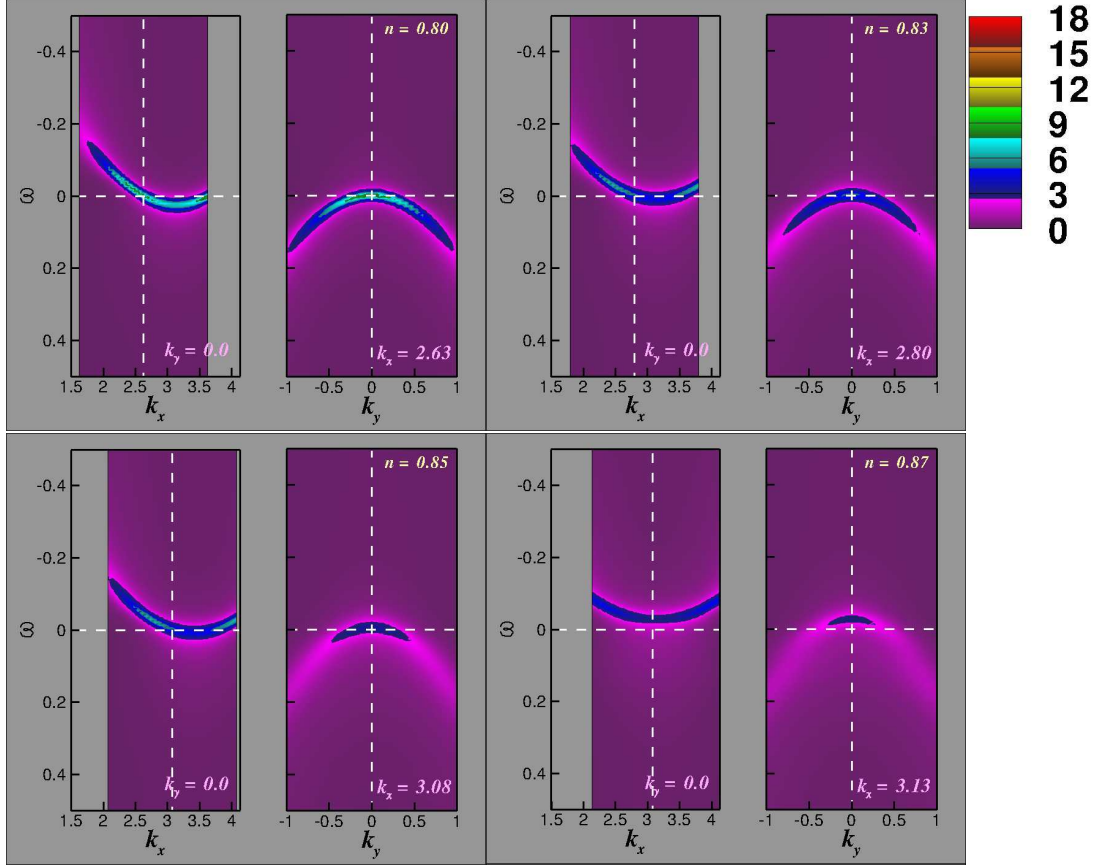 n = 0.80
-0.4
-0.2
0
0.2
0.4
ω
k_y = 0.0
k_x = 2.63
1.5 2 2.5 3 3.5 4
-1 -0.5 0 0.5 1
k_x
k_y
n = 0.83
-0.4
-0.2
0
0.2
0.4
ω
k_y = 0.0
k_x = 2.80
1.5 2 2.5 3 3.5 4
-1 -0.5 0 0.5 1
k_x
k_y
18
15
12
9
6
3
0
n = 0.85
-0.4
-0.2
0
0.2
0.4
ω
k_y = 0.0
k_x = 3.08
1.5 2 2.5 3 3.5 4
-1 -0.5 0 0.5 1
k_x
k_y
n = 0.87
-0.4
-0.2
0
0.2
0.4
ω
k_y = 0.0
k_x = 3.13
1.5 2 2.5 3 3.5 4
-1 -0.5 0 0.5 1
k_x
k_y